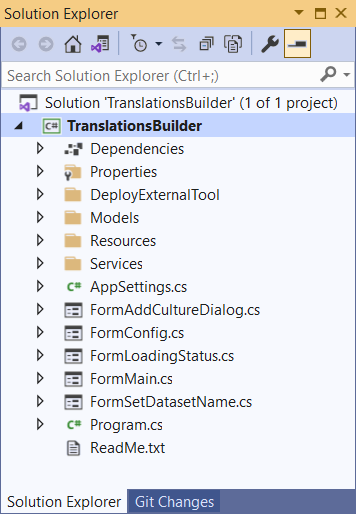 Solution Explorer
Search Solution Explorer (Ctrl+;)
Solution 'TranslationsBuilder' (1 of 1 project)
C# TranslationsBuilder
Dependencies
Properties
DeployExternalTool
Models
Resources
Services
C# AppSettings.cs
FormAddCultureDialog.cs
FormConfig.cs
FormLoadingStatus.cs
FormMain.cs
FormSetDatasetName.cs
C# Program.cs
ReadMe.txt
Solution Explorer Git Changes